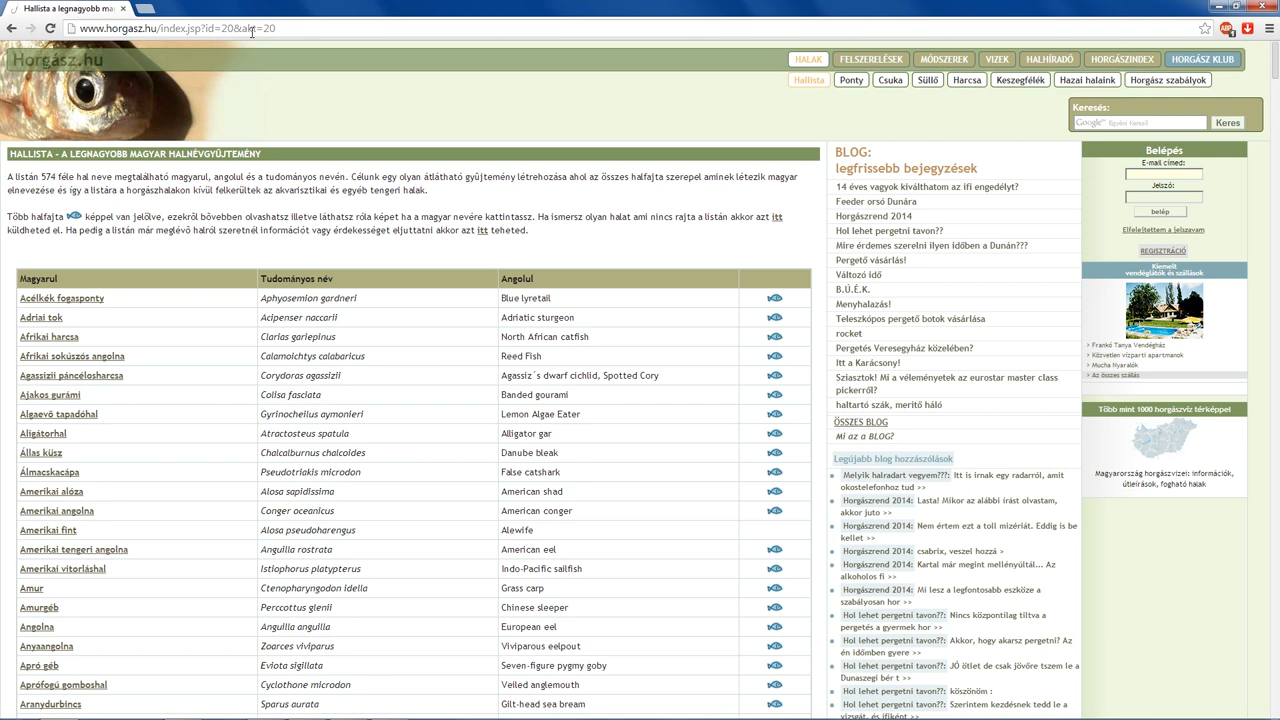 Hallista a legnagyobb ma
www.horgasz.hu/index.jsp?id=20&akt=20
Horgász.hu
HALAK
FELSZERELÉSEK
MÓDSZEREK
VIZEK
HALHÍRADÓ
HORGÁSZINDEX
HORGÁSZ KLUB
Hallista
Ponty
Csuka
Süllő
Harcsa
Keszegfélék
Hazai halaink
Horgász szabályok
Keresés:
Google Egyéni Kereső
Keres
HALLISTA - A LEGNAGYOBB MAGYAR HALNÉVGYŰJTEMÉNY
A listán 574 féle hal neve megtalálható magyarul, angolul és a tudományos nevén. Célunk egy olyan átlátható gyűjtemény létrehozása ahol az összes halfajta szerepel aminek létezik magyar
elnevezése és így a listára a horgászhalakon kívül felkerültek az akvarisztikai és egyéb tengeri halak.
Több halfajta képpel van jelölve, ezekről bővebben olvashatsz illetve láthatsz róla képet ha a magyar nevére kattintassz. Ha ismersz olyan halat ami nincs rajta a listán akkor azt itt
küldheted el. Ha pedig a listán már meglévő halról szeretnél információt vagy érdekességet eljuttatni akkor azt itt teheted.
Magyarul Tudományos név Angolul
Acélkék fogasponty Aphyosemion gardneri Blue lyretail
Adriai tok Acipenser naccarii Adriatic sturgeon
Afrikai harcsa Clarias gariepinus North African catfish
Afrikai sokúszós angolna Calamoichtys calabaricus Reed Fish
Agassizii páncélosharcsa Corydoras agassizii Agassiz´s dwarf cichlid, Spotted Cory
Ajakos gurámi Colisa fasciata Banded gourami
Algaevő tapadóhal Gyrinocheilus aymonieri Lemon Algae Eater
Aligátorhal Atractosteus spatula Alligator gar
Állas küsz Chalcalburnus chalcoides Danube bleak
Álmacskacápa Pseudotriakis microdon False catshark
Amerikai alóza Alosa sapidissima American shad
Amerikai angolna Conger oceanicus American conger
Amerikai fint Alosa pseudoharengus Alewife
Amerikai tengeri angolna Anguilla rostrata American eel
Amerikai vitorláshal Istiophorus platypterus Indo-Pacific sailfish
Amur Ctenopharyngodon idella Grass carp
Amurgéb Perccottus glenii Chinese sleeper
Angolna Anguilla anguilla European eel
Anyaangolna Zoarces viviparus Viviparous eelpout
Apró géb Eviota sigillata Seven-figure pygmy goby
Aprófogú gomboshal Cyclothone microdon Veiled anglemouth
Aranydurbincs Sparus aurata Gilt-head sea bream
BLOG:
legfrissebb bejegyzések
14 éves vagyok kiválthatom az ifi engedélyt?
Feeder orsó Dunára
Horgászrend 2014
Hol lehet pergetni tavon??
Mire érdemes szerelni ilyen időben a Dunán???
Pergető vásárlás!
Változó idő
B.Ú.É.K.
Menyhalazás!
Teleszkópos pergető botok vásárlása
rocket
Pergetés Veresegyház közelében?
Itt a Karácsony!
Sziasztok! Mi a véleményetek az eurostar master class
pickerről?
haltartó szák, merítő háló
ÖSSZES BLOG
Mi az a BLOG?
Legújabb blog hozzászólások
Melyik halradart vegyem???: Itt is irnak egy radarról, amit
okostelefonhoz tud >>
Horgászrend 2014: Lasta! Mikor az alábbi írást olvastam,
akkor juto >>
Horgászrend 2014: Nem értem ezt a toll mizériát. Eddig is be
kellet >>
Horgászrend 2014: csabrix, veszel hozzá >
Horgászrend 2014: Kartal már megint mellényúltál... Az
alkoholos fi >>
Horgászrend 2014: Mi lesz a legfontosabb eszköze a
szabályosan hor >>
Hol lehet pergetni tavon??: Nincs központilag tiltva a
pergetés a gyermek hor >>
Hol lehet pergetni tavon??: Akkor, hogy akarsz pergetni? Az
én időmben gyere >>
Hol lehet pergetni tavon??: JÓ ötlet de csak jövőre tszem le a
Dunaszegi bér t >>
Hol lehet pergetni tavon??: köszönöm :
Hol lehet pergetni tavon??: Szerintem kezdésnek tedd le a
vizsgát, és ifiként >>
Belépés
E-mail címed:
Jelszó:
belép
Elfelejtettem a jelszavam
REGISZTRÁCIÓ
Kiemelt
vendéglátók és szállások
> Frankó Tanya Vendégház
> Közvetlen vízparti apartmanok
> Mucha Nyaralók
> Az összes szállás
Több mint 1000 horgászvíz térképpel
Magyarország horgászvizei: információk,
útleírások, fogható halak